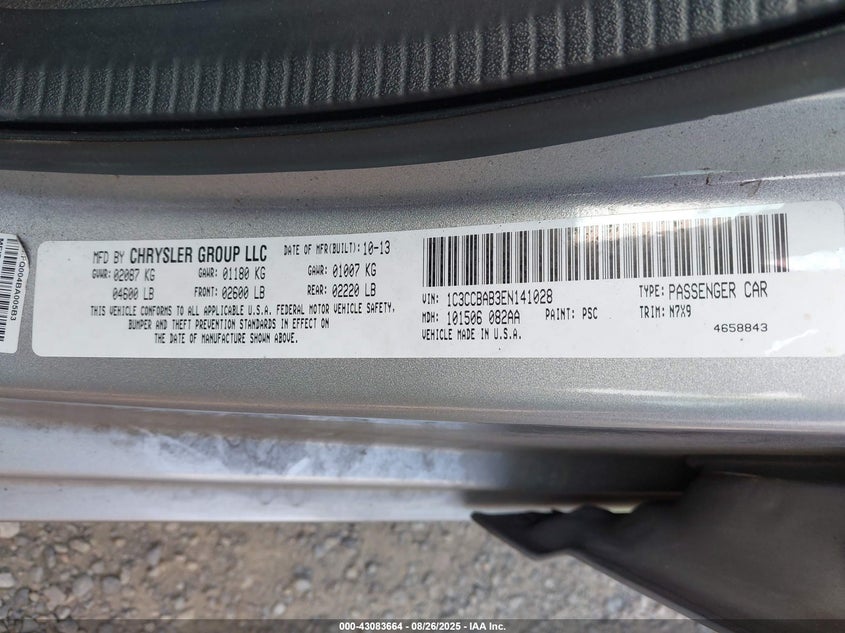 MFD BY CHRYSLER GROUP LLC DATE OF MFR(BUILT): 10-13
GVWR: 02087 KG GAWR: 01180 KG GAWR: 01007 KG
04600 LB FRONT: 02600 LB REAR: 02220 LB
THIS VEHICLE CONFORMS TO ALL APPLICABLE U.S.A. FEDERAL MOTOR VEHICLE SAFETY,
BUMPER AND THEFT PREVENTION STANDARDS IN EFFECT ON
THE DATE OF MANUFACTURE SHOWN ABOVE.
VIN: 1C3CCBAB3EN141028 TYPE: PASSENGER CAR
MDH: 101506 082AA PAINT: PSC TRIM: N7X9
VEHICLE MADE IN U.S.A. 4658843
000-43083664 - 08/26/2025 - IAA Inc.